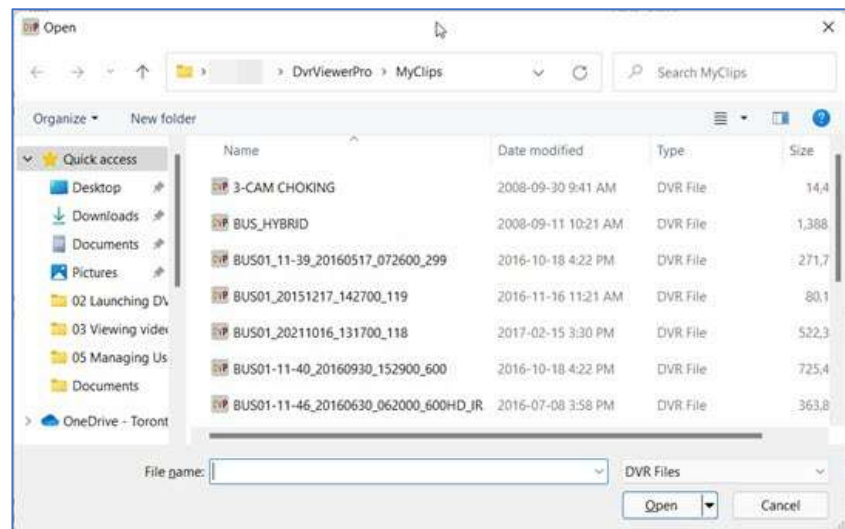 Open
DvrViewerPro > MyClips
Search MyClips
Organize
New folder
Name Date modified Type Size
Quick access
Desktop
Downloads
Documents
Pictures
02 Launching DV
03 Viewing video
05 Managing Us
Documents
OneDrive - Toront
3-CAM CHOKING 2008-09-30 9:41 AM DVR File 14,4
BUS_HYBRID 2008-09-11 10:21 AM DVR File 1,388
BUS01_11-39_20160517_072600_299 2016-10-18 4:22 PM DVR File 271,7
BUS01_20151217_142700_119 2016-11-16 11:21 AM DVR File 80,1
BUS01_20211016_131700_118 2017-02-15 3:30 PM DVR File 522,3
BUS01-11-40_20160930_152900_600 2016-10-18 4:22 PM DVR File 725,4
BUS01-11-46_20160630_062000_600HD_IR 2016-07-08 3:58 PM DVR File 363,8
File name:
DVR Files
Open
Cancel